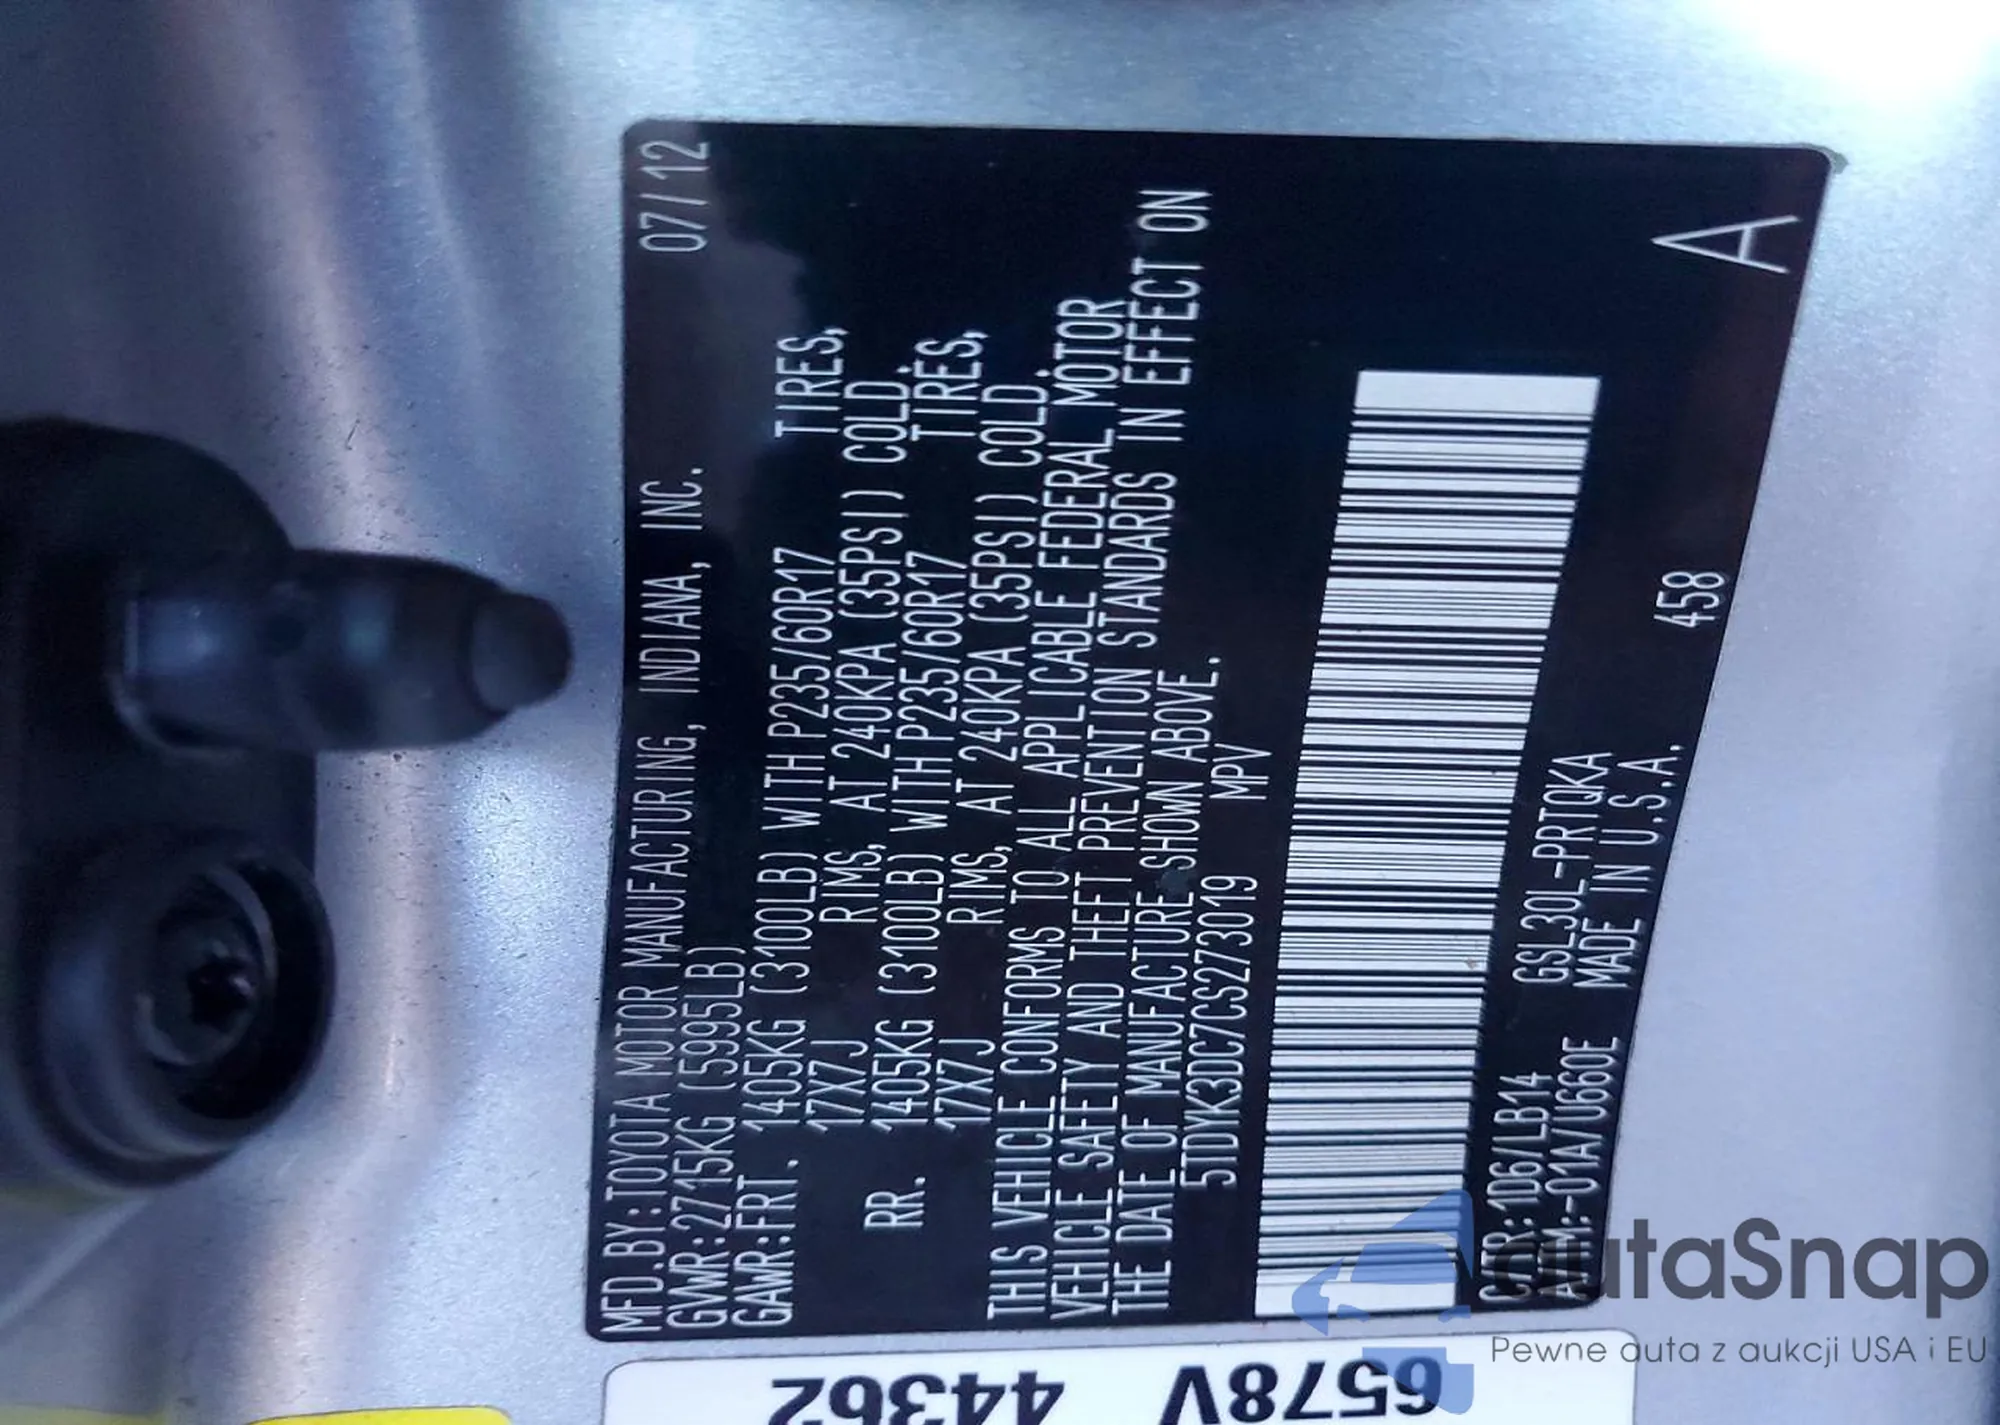 MFD.BY:TOYOTA MOTOR MANUFACTURING, INDIANA, INC. 07/12
GVWR:2715KG (5995LB)
GAWR:FRT. 1405KG (3100LB) WITH P235/60R17 TIRES,
17X7J RIMS, AT 240KPA (35PSI) COLD.
RR. 1405KG (3100LB) WITH P235/60R17 TIRES,
17X7J RIMS, AT 240KPA (35PSI) COLD.
THIS VEHICLE CONFORMS TO ALL APPLICABLE FEDERAL MOTOR
VEHICLE SAFETY AND THEFT PREVENTION STANDARDS IN EFFECT ON
THE DATE OF MANUFACTURE SHOWN ABOVE.
5TDYK3DC7CS273019 MPV
C/TR:1D6/LB14 GSL30L-PRTQKA
A/TM:-01A/U660E MADE IN U.S.A. 458
A
44362
6578V
autaSnap
Pewne auta z aukcji USA i EU